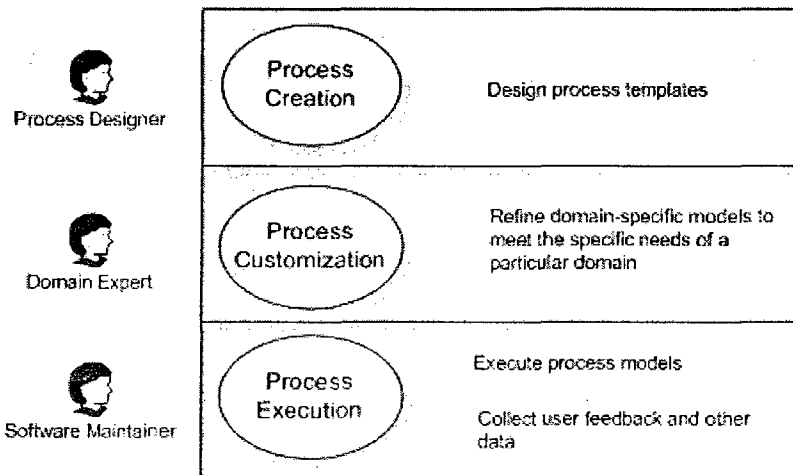 Process Designer
Process
Creation
Design process templates
Domain Expert
Process
Customization
Refine domain-specific models to
meet the specific needs of a
particular domain
Software Maintainer
Process
Execution
Execute process models
Collect user feedback and other
data